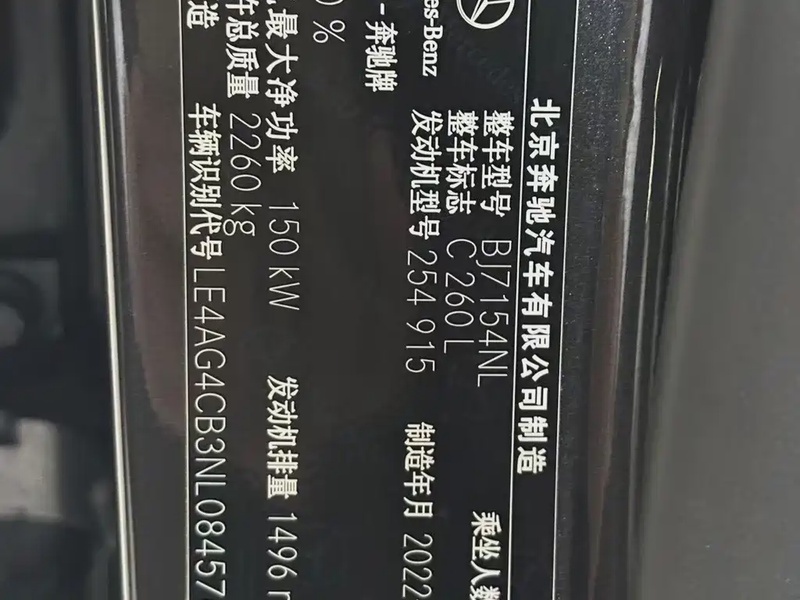 北京奔驰汽车有限公司制造
整车型号 BJ7154NL 乘坐人数
整车标志 C 260 L
es-Benz 发动机型号 254 915 制造年月 2022
- 奔驰牌
0 %
最大净功率 150 kW 发动机排量 1496
总质量 2260 kg
造 车辆识别代号 LE4AG4CB3NL08457